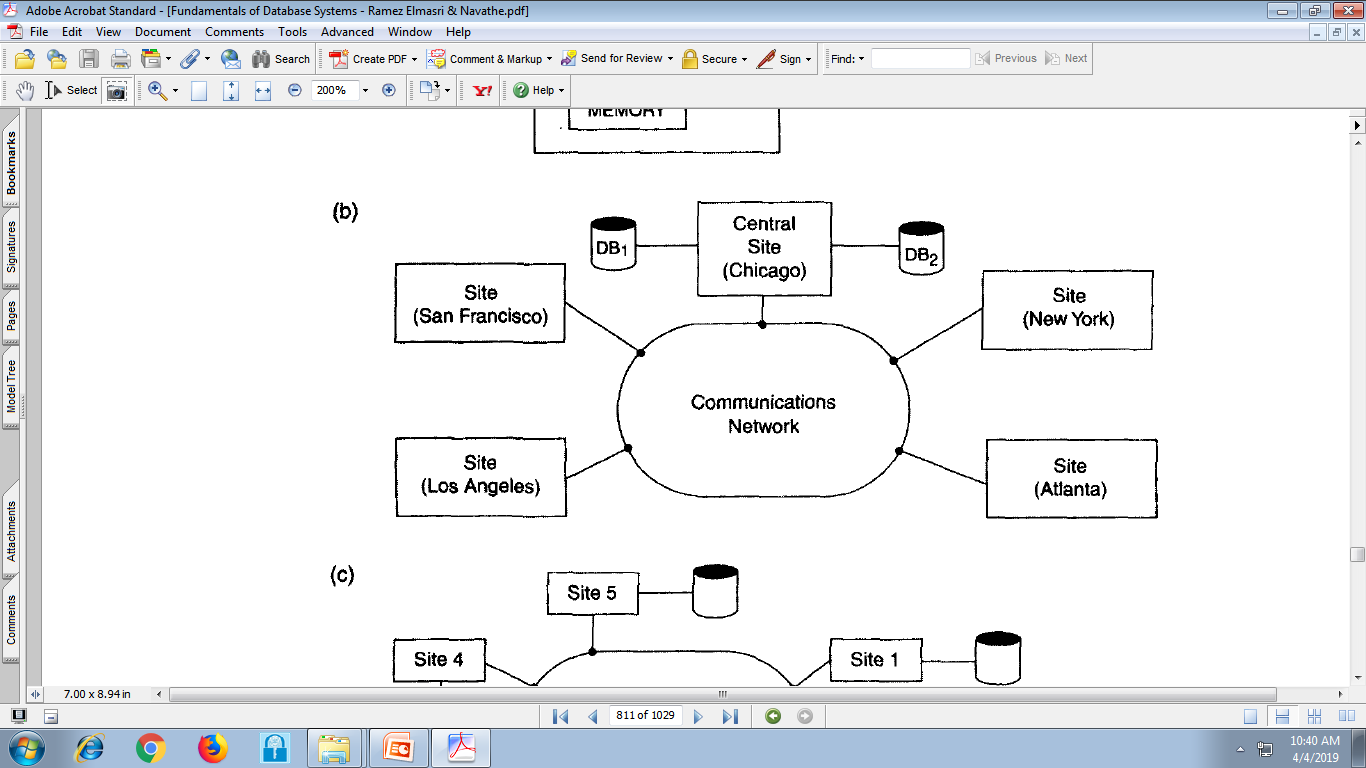 Adobe Acrobat Standard - [Fundamentals of Database Systems - Ramez Elmasri & Navathe.pdf]
File Edit View Document Comments Tools Advanced Window Help
Search Create PDF Comment & Markup Send for Review Secure Sign Find: Previous Next
Select 200% Y! Help
Bookmarks
Signatures
Pages
Model Tree
Attachments
Comments
MEMORY
(b)
DB1
Central
Site
(Chicago)
DB2
Site
(San Francisco)
Site
(New York)
Communications
Network
Site
(Los Angeles)
Site
(Atlanta)
(c)
Site 5
Site 4
Site 1
7.00 x 8.94 in
811 of 1029
10:40 AM
4/4/2019